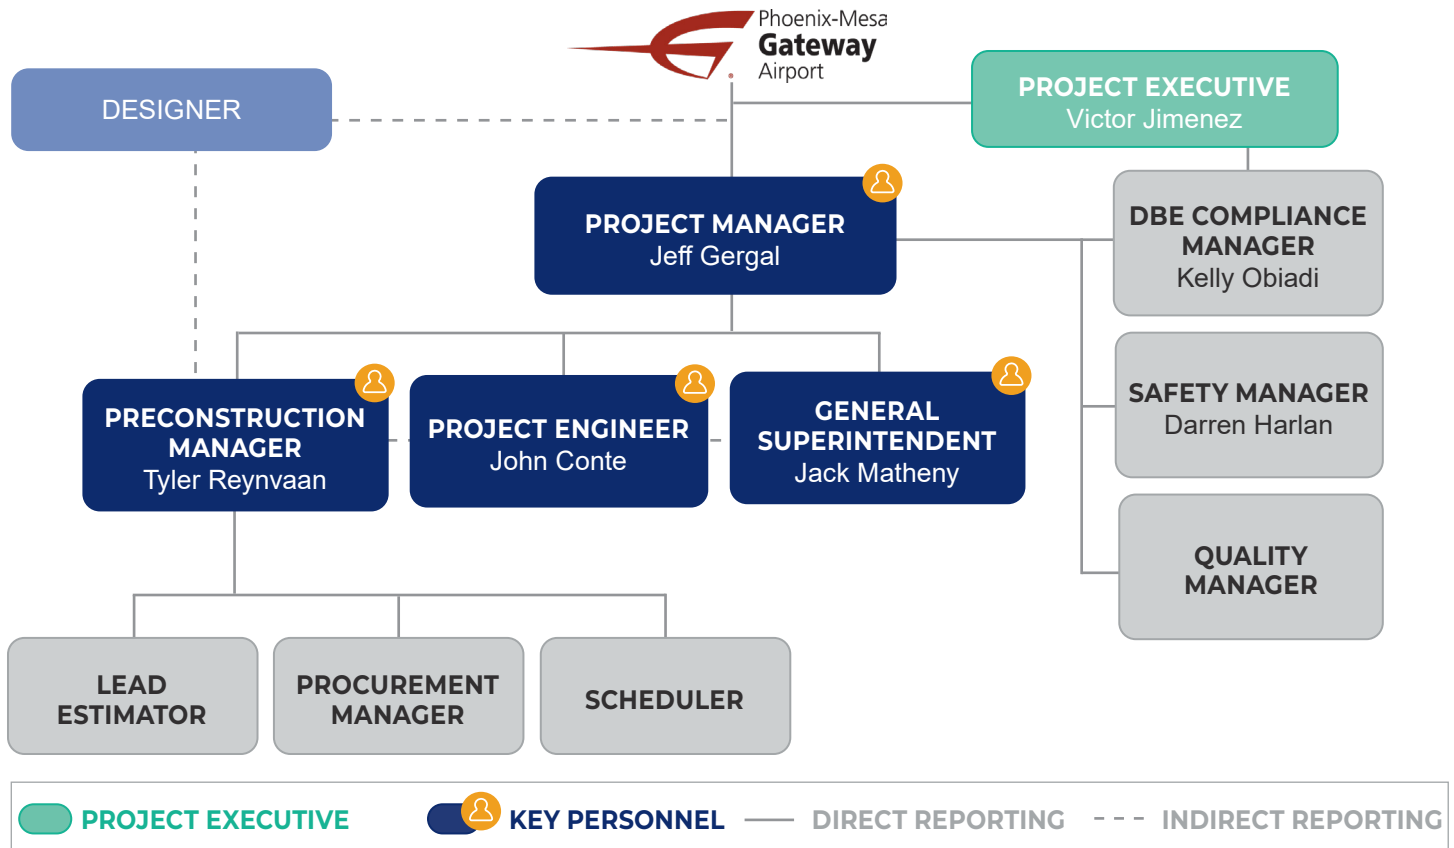 Phoenix-Mesa
Gateway
Airport
DESIGNER
PROJECT EXECUTIVE
Victor Jimenez
PROJECT MANAGER
Jeff Gergal
DBE COMPLIANCE
MANAGER
Kelly Obiadi
PRECONSTRUCTION
MANAGER
Tyler Reynvaan
PROJECT ENGINEER
John Conte
GENERAL
SUPERINTENDENT
Jack Matheny
SAFETY MANAGER
Darren Harlan
QUALITY
MANAGER
LEAD
ESTIMATOR
PROCUREMENT
MANAGER
SCHEDULER
PROJECT EXECUTIVE
KEY PERSONNEL
DIRECT REPORTING
INDIRECT REPORTING